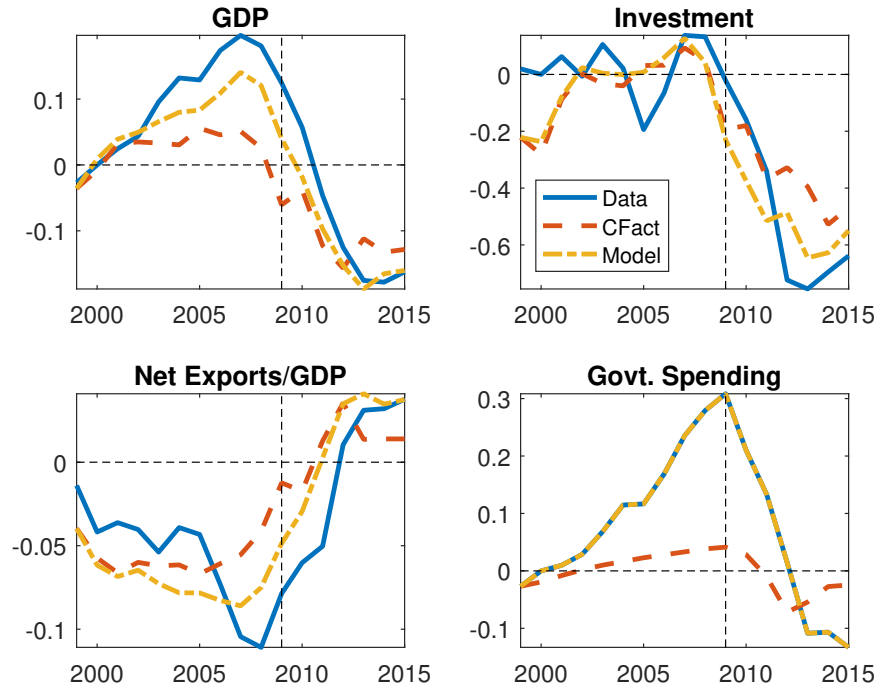 GDP
0.1
0
-0.1
2000 2005 2010 2015
Investment
0
-0.2
-0.4
-0.6
Data
CFact
Model
2000 2005 2010 2015
Net Exports/GDP
0
-0.05
-0.1
2000 2005 2010 2015
Govt. Spending
0.3
0.2
0.1
0
-0.1
2000 2005 2010 2015